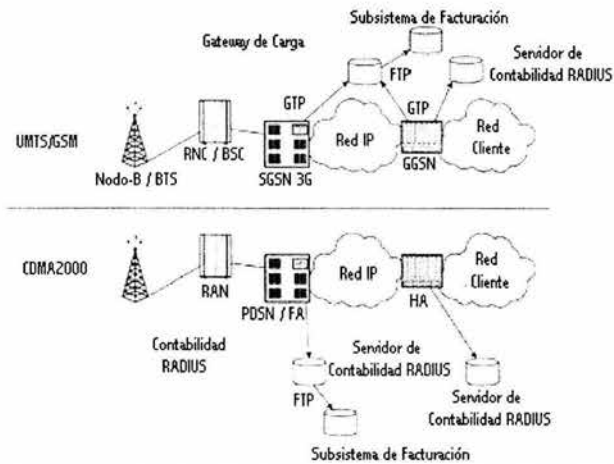 Subsistema de Facturación
Gateway de Carga
Servidor de
Contabilidad RADIUS
FTP
GTP
GTP
UMTS/GSM
Red IP
Red
Cliente
RNC / BSC
Nodo-B / BTS
SGSN 3G
GGSN
CDMA2000
Red IP
Red
Cliente
RAN
PDSN / FA
HA
Contabilidad
RADIUS
Servidor de
Contabilidad RADIUS
FTP
Servidor de
Contabilidad RADIUS
Subsistema de Facturación